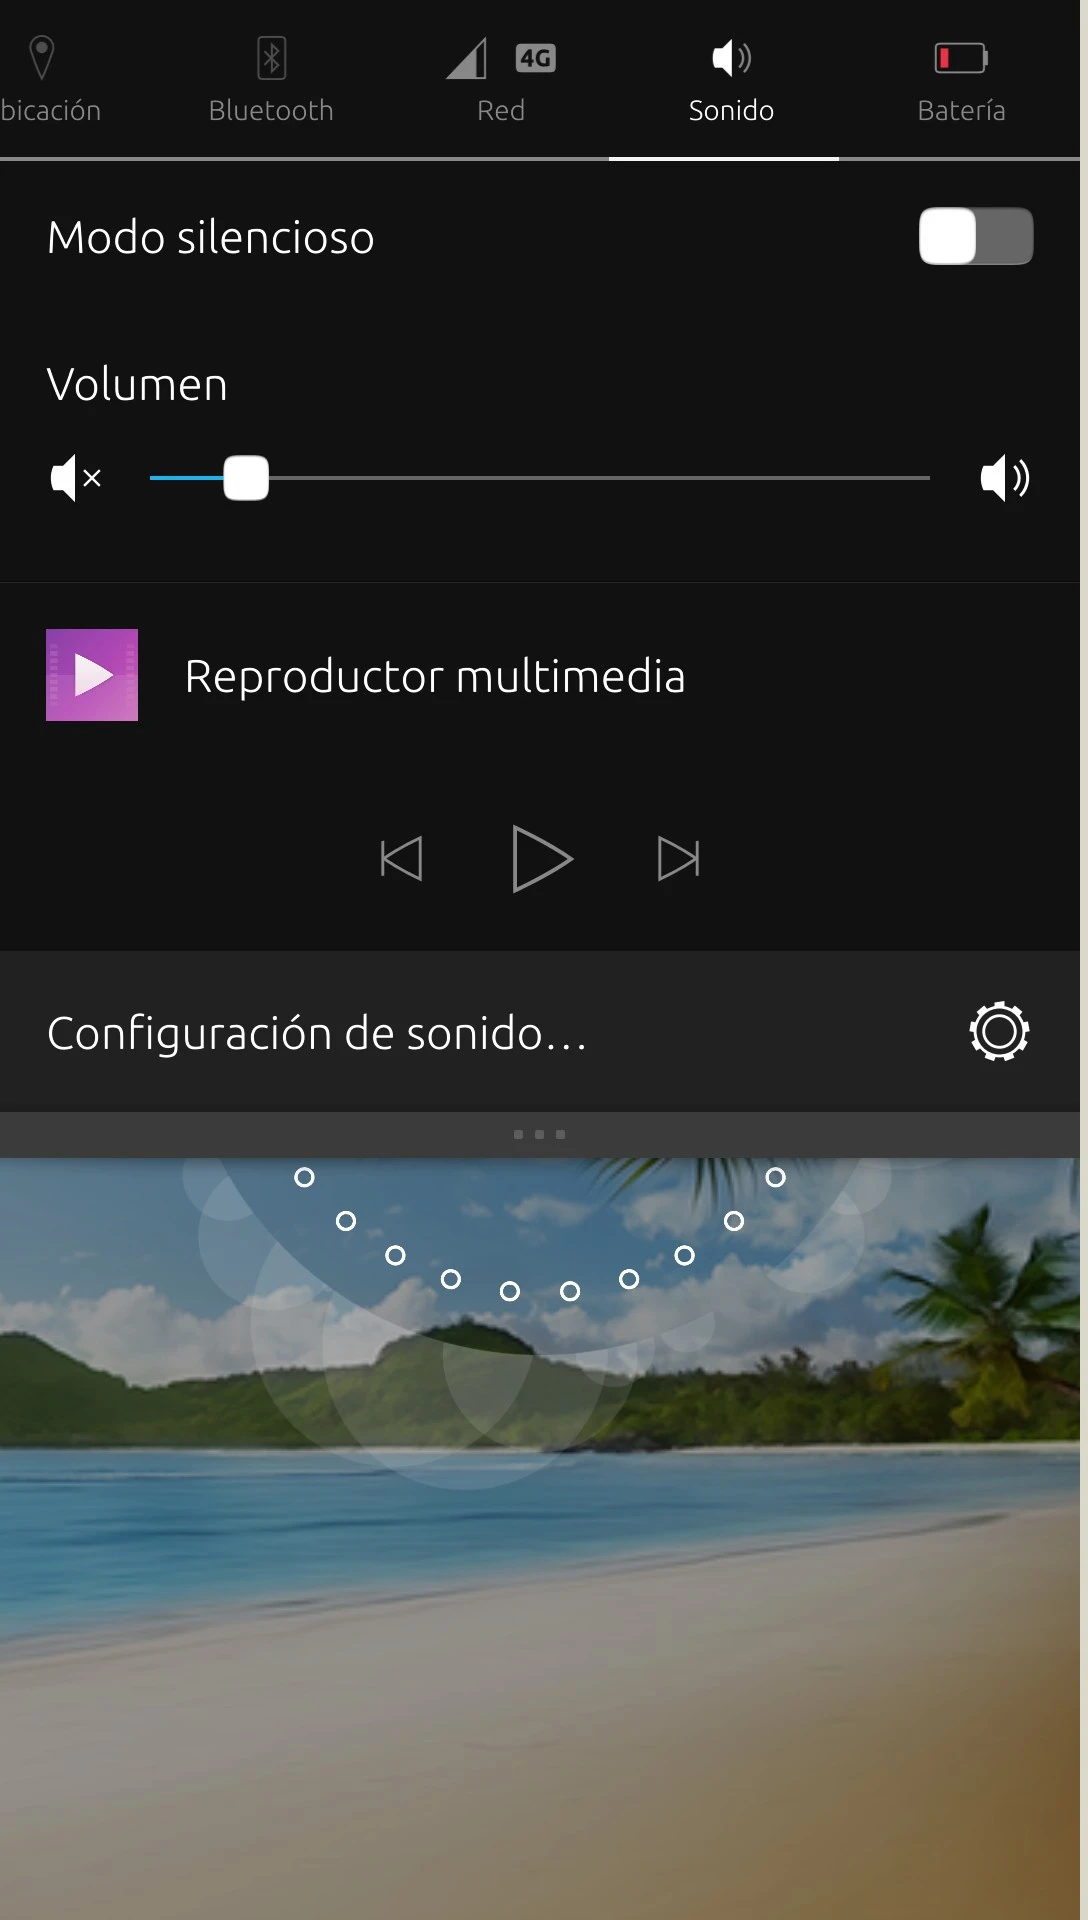 bicación
Bluetooth
4G
Red
Sonido
Batería
Modo silencioso
Volumen
Reproductor multimedia
Configuración de sonido...